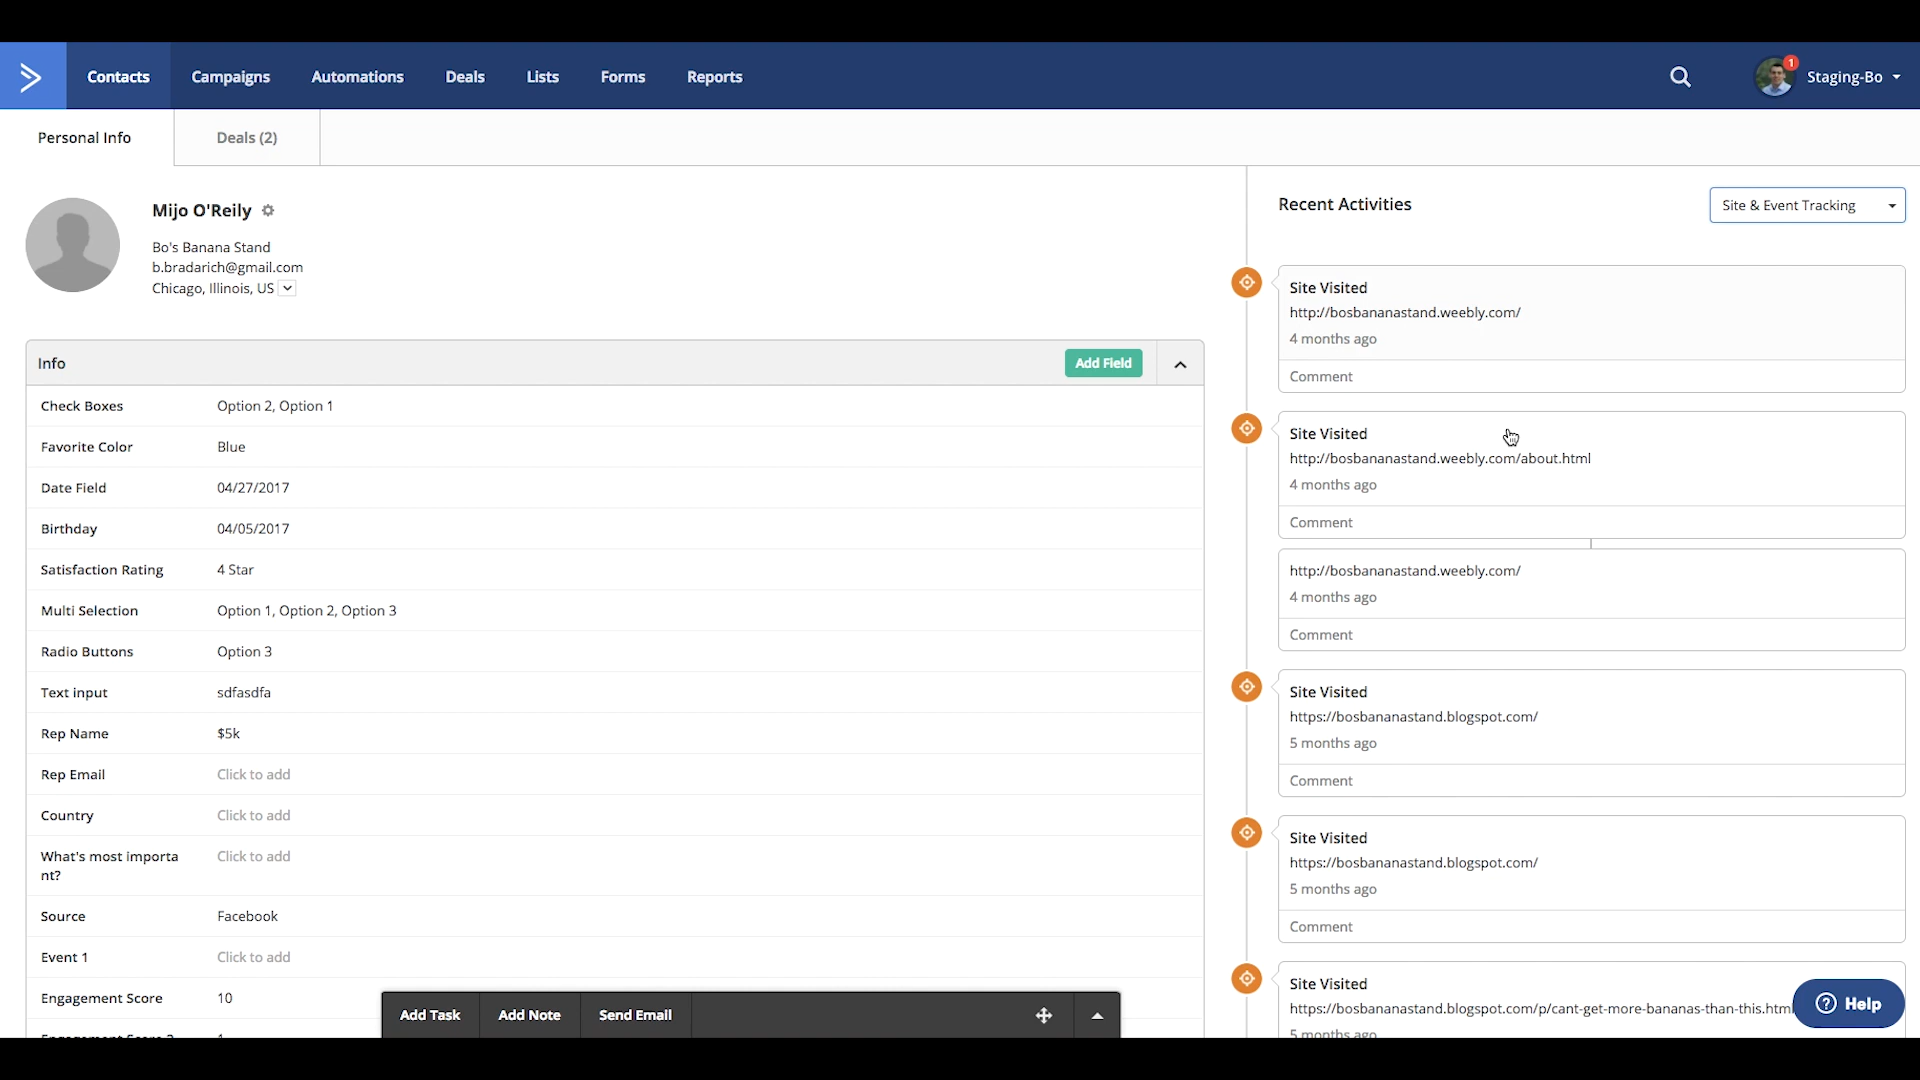 Contacts
Campaigns
Automations
Deals
Lists
Forms
Reports
1
Staging-Bo
Personal Info
Deals (2)
Mijo O'Reily
Bo's Banana Stand
b.bradarich@gmail.com
Chicago, Illinois, US
Info
Add Field
Check Boxes Option 2, Option 1
Favorite Color Blue
Date Field 04/27/2017
Birthday 04/05/2017
Satisfaction Rating 4 Star
Multi Selection Option 1, Option 2, Option 3
Radio Buttons Option 3
Text input sdfasdfa
Rep Name $5k
Rep Email Click to add
Country Click to add
What's most importa Click to add
nt?
Source Facebook
Event 1 Click to add
Engagement Score 10
Add Task
Add Note
Send Email
Recent Activities
Site & Event Tracking
Site Visited
http://bosbananastand.weebly.com/
4 months ago
Comment
Site Visited
http://bosbananastand.weebly.com/about.html
4 months ago
Comment
http://bosbananastand.weebly.com/
4 months ago
Comment
Site Visited
https://bosbananastand.blogspot.com/
5 months ago
Comment
Site Visited
https://bosbananastand.blogspot.com/
5 months ago
Comment
Site Visited
https://bosbananastand.blogspot.com/p/cant-get-more-bananas-than-this.html
5 months ago
Help